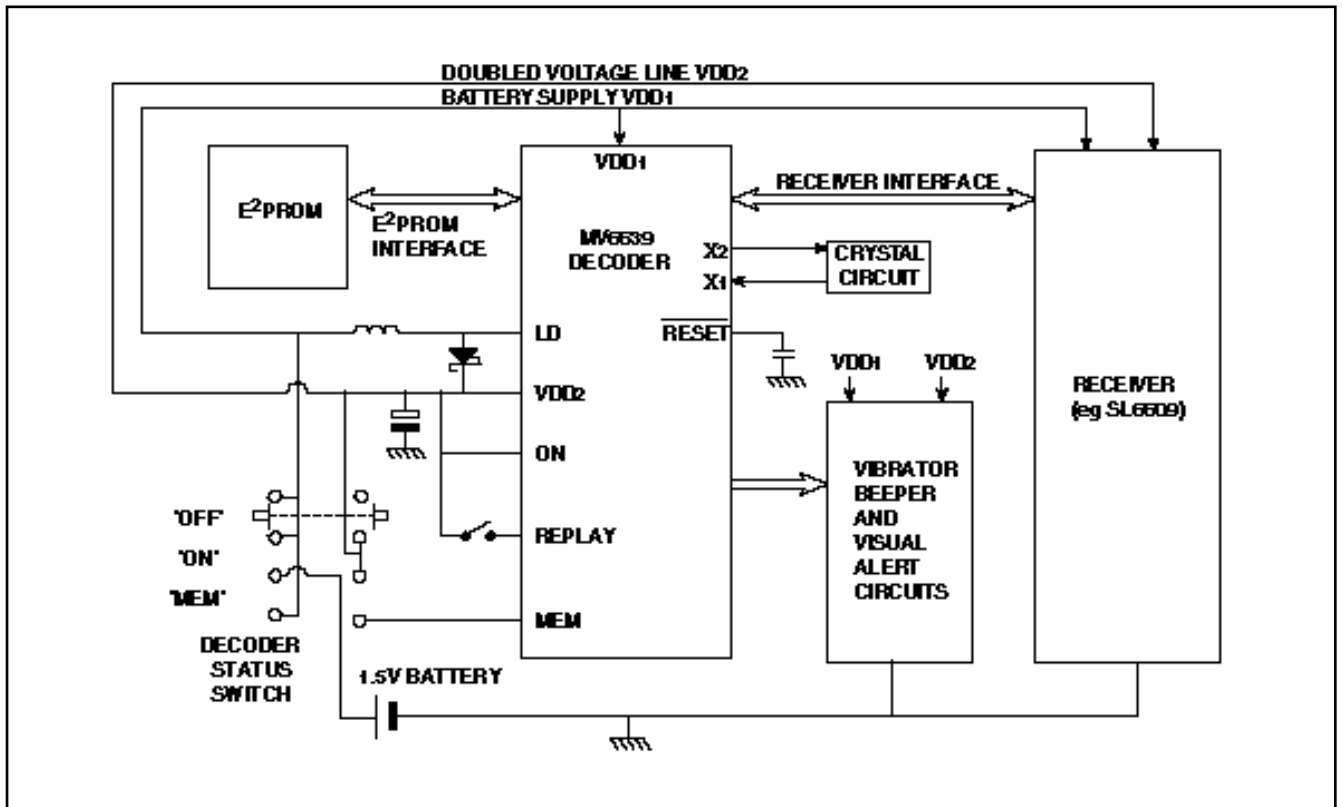 DOUBLED VOLTAGE LINE VDD2
BATTERY SUPPLY VDD1
E2PROM
E2PROM
INTERFACE
VDD1
MV6639
DECODER
RECEIVER INTERFACE
X2
X1
CRYSTAL
CIRCUIT
LD
RESET
VDD2
ON
REPLAY
MEM
VDD1
VDD2
RECEIVER
(eg SL6609)
VIBRATOR
BEEPER
AND
VISUAL
ALERT
CIRCUITS
'OFF'
'ON'
'MEM'
DECODER
STATUS
SWITCH
1.5V BATTERY